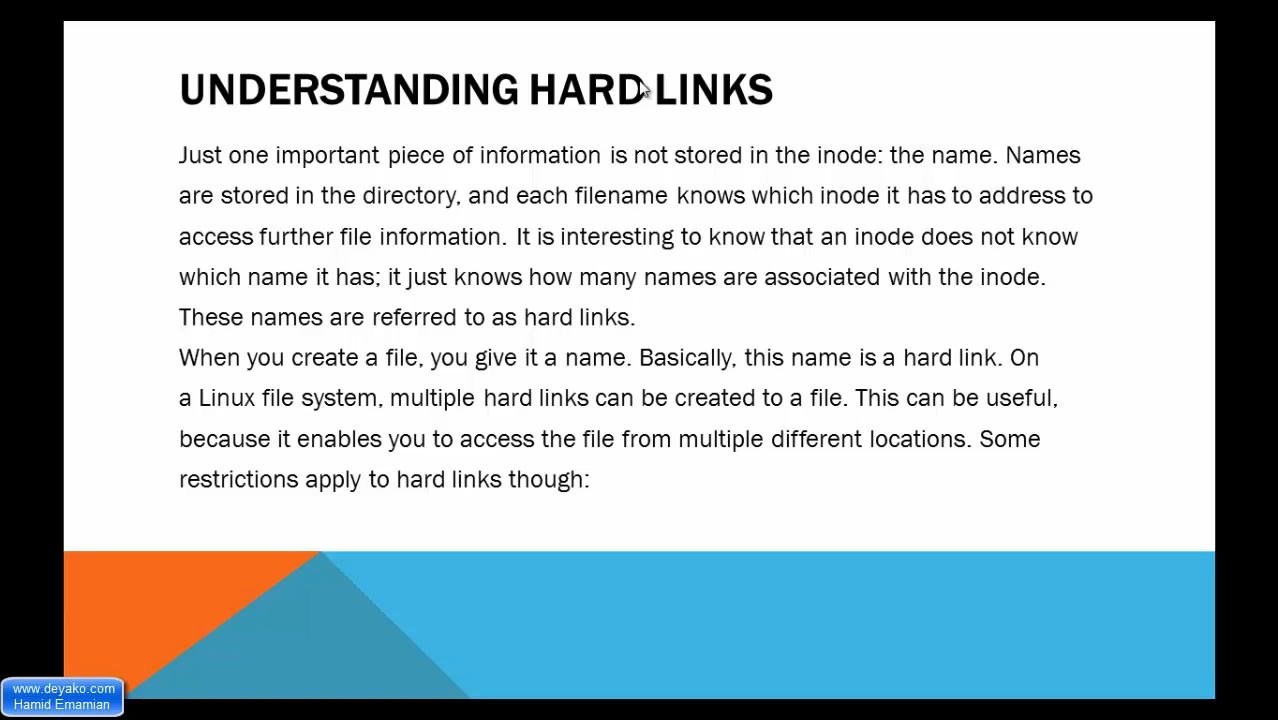 UNDERSTANDING HARD LINKS
Just one important piece of information is not stored in the inode: the name. Names
are stored in the directory, and each filename knows which inode it has to address to
access further file information. It is interesting to know that an inode does not know
which name it has; it just knows how many names are associated with the inode.
These names are referred to as hard links.
When you create a file, you give it a name. Basically, this name is a hard link. On
a Linux file system, multiple hard links can be created to a file. This can be useful,
because it enables you to access the file from multiple different locations. Some
restrictions apply to hard links though:
www.deyako.com
Hamid Emamian